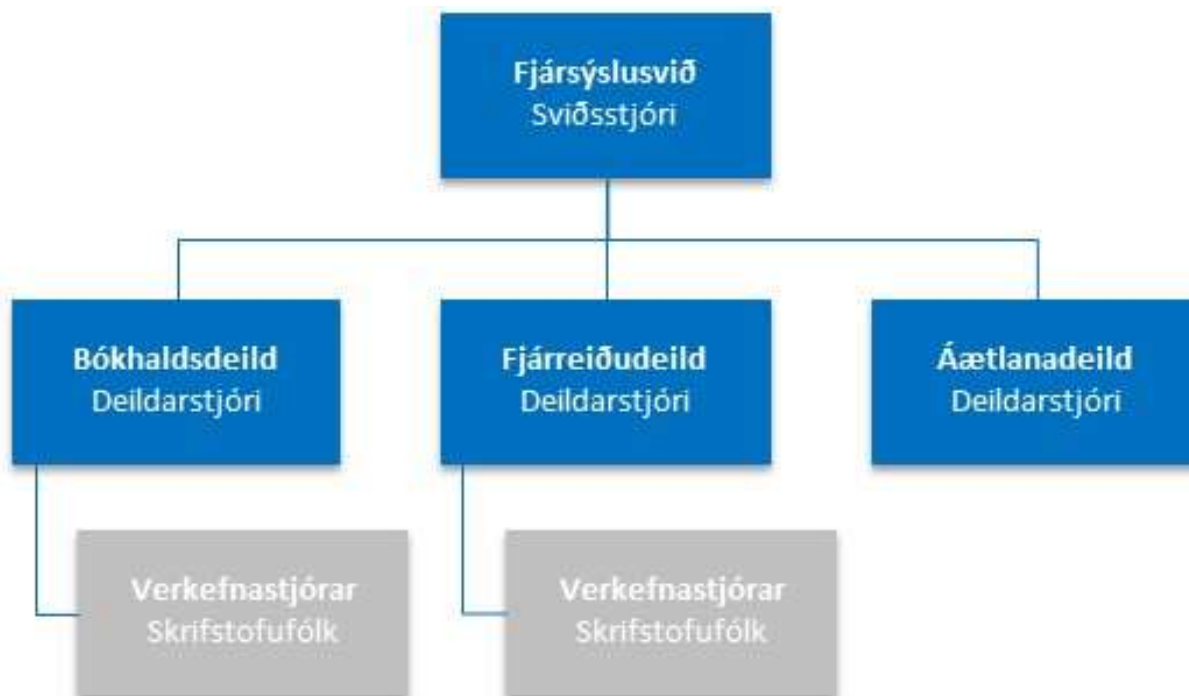 Fjársýslusvið
Sviðsstjóri
Bókhaldsdeild
Deildarstjóri
Fjárreiðudeild
Deildarstjóri
Áætlanadeild
Deildarstjóri
Verkefnastjórar
Skrifstofufólk
Verkefnastjórar
Skrifstofufólk